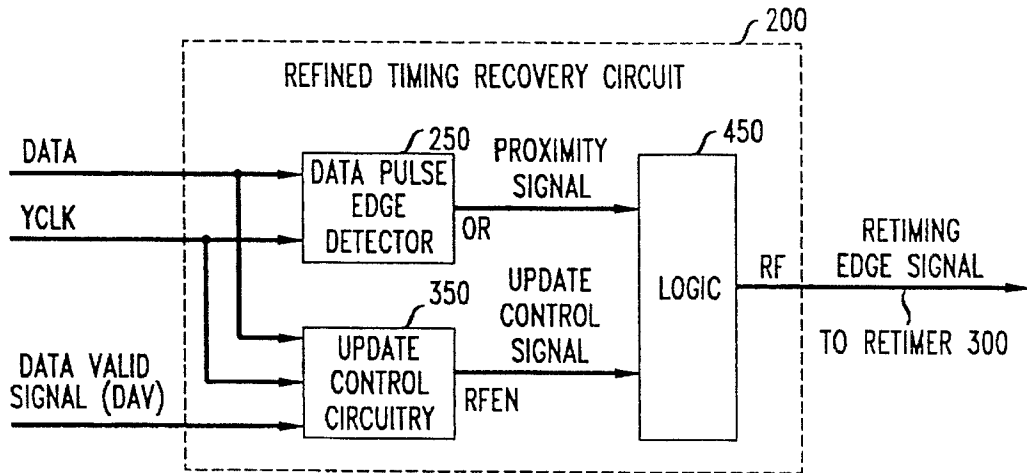 200
REFINED TIMING RECOVERY CIRCUIT
DATA
YCLK
DATA VALID
SIGNAL (DAV)
250
DATA PULSE
EDGE
DETECTOR
PROXIMITY
SIGNAL
OR
350
UPDATE
CONTROL
CIRCUITRY
UPDATE
CONTROL
SIGNAL
RFEN
450
LOGIC
RF
RETIMING
EDGE SIGNAL
TO RETIMER 300